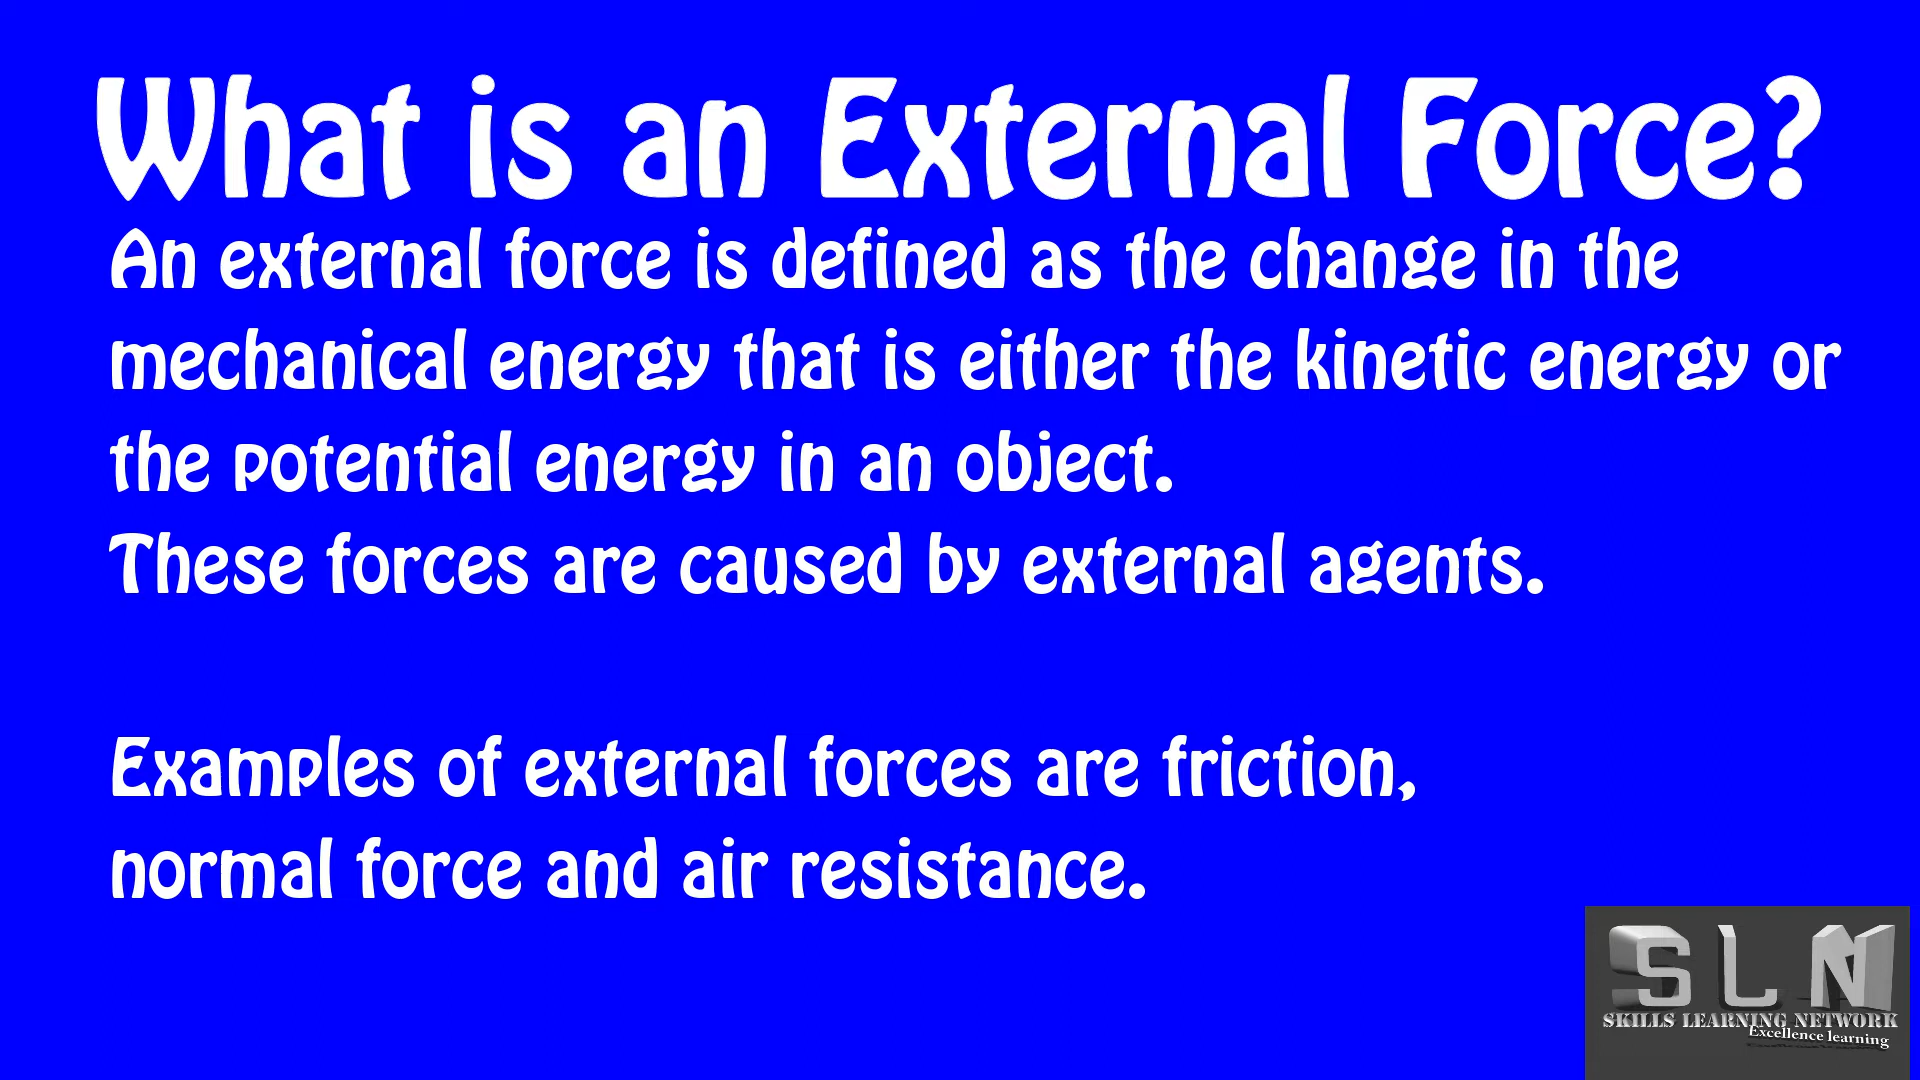 What is an External Force?
An external force is defined as the change in the
mechanical energy that is either the kinetic energy or
the potential energy in an object.
These forces are caused by external agents.
Examples of external forces are friction,
normal force and air resistance.
SLN
SKILLS LEARNING NETWORK
Excellence learning